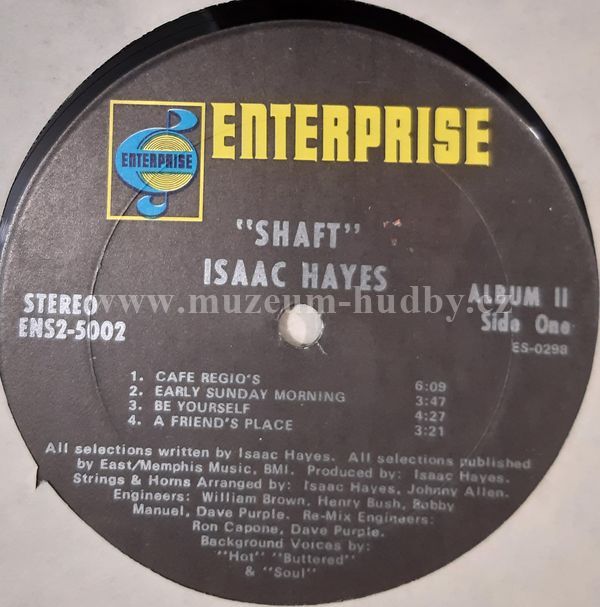 ENTERPRISE
ENTERPRISE
"SHAFT"
ISAAC HAYES
www.muzeum-hudby.cz
STEREO
ENS2-5002
ALBUM II
Side One
ES-0298
1. CAFE REGIO'S 6:09
2. EARLY SUNDAY MORNING 3:47
3. BE YOURSELF 4:27
4. A FRIEND'S PLACE 3:21
All selections written by Isaac Hayes. All selections published
by East/Memphis Music, BMI. Produced by: Isaac Hayes.
Strings & Horns Arranged by: Isaac Hayes, Johnny Allen.
Engineers: William Brown, Henry Bush, Bobby
Manuel, Dave Purple. Re-Mix Engineers:
Ron Capone, Dave Purple.
Background Voices by:
"Hot" "Buttered"
& "Soul"